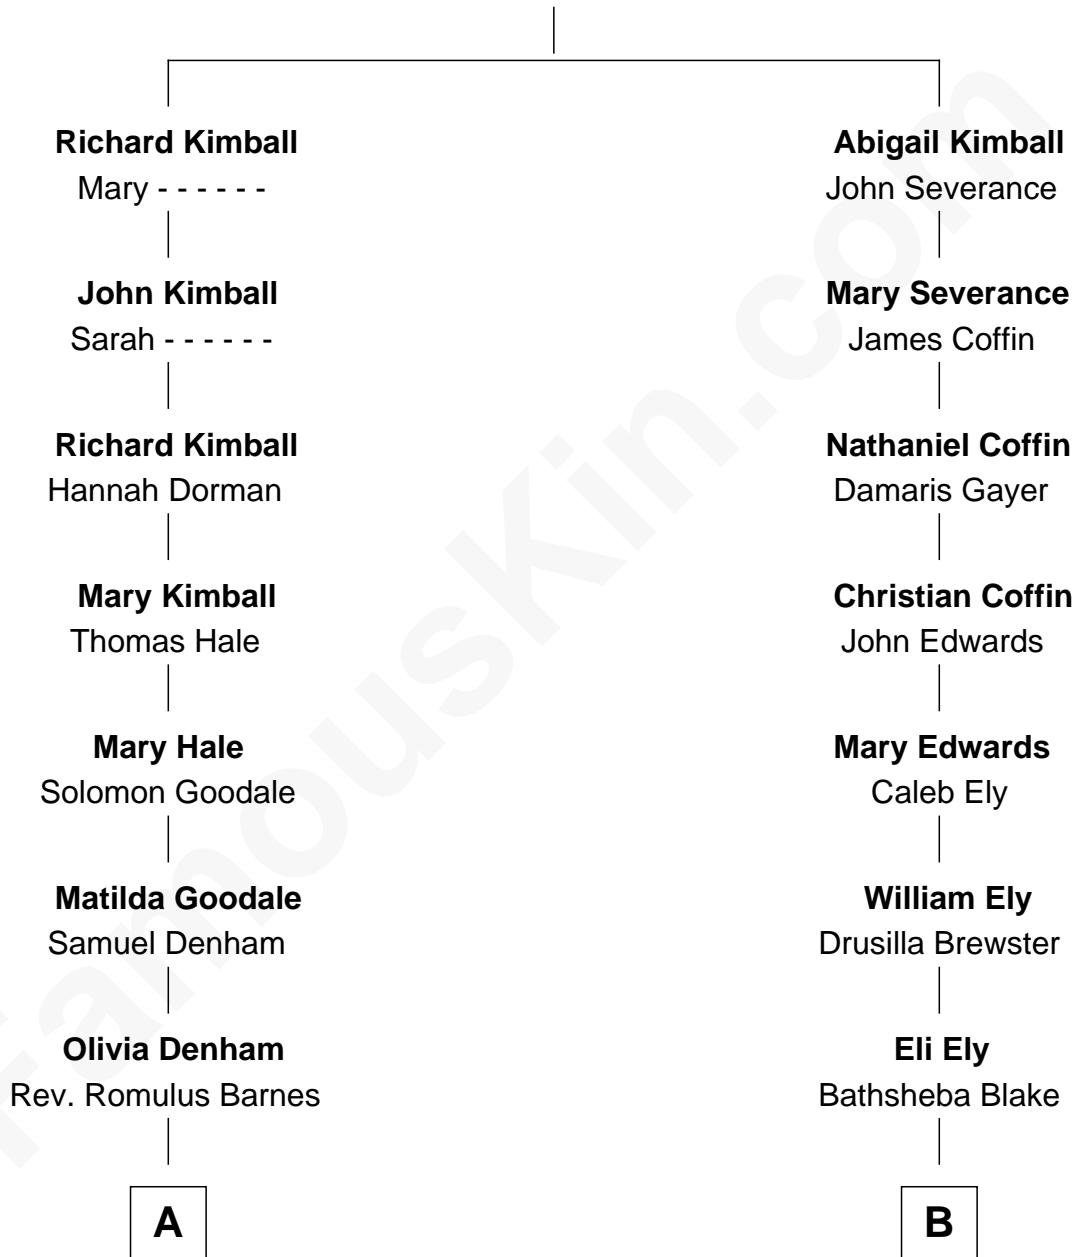 Richard Kimball
Mary - - - - - -
John Kimball
Sarah - - - - - -
Richard Kimball
Hannah Dorman
Mary Kimball
Thomas Hale
Mary Hale
Solomon Goodale
Matilda Goodale
Samuel Denham
Olivia Denham
Rev. Romulus Barnes
A
Abigail Kimball
John Severance
Mary Severance
James Coffin
Nathaniel Coffin
Damaris Gayer
Christian Coffin
John Edwards
Mary Edwards
Caleb Ely
William Ely
Drusilla Brewster
Eli Ely
Bathsheba Blake
B
FamousKin.com